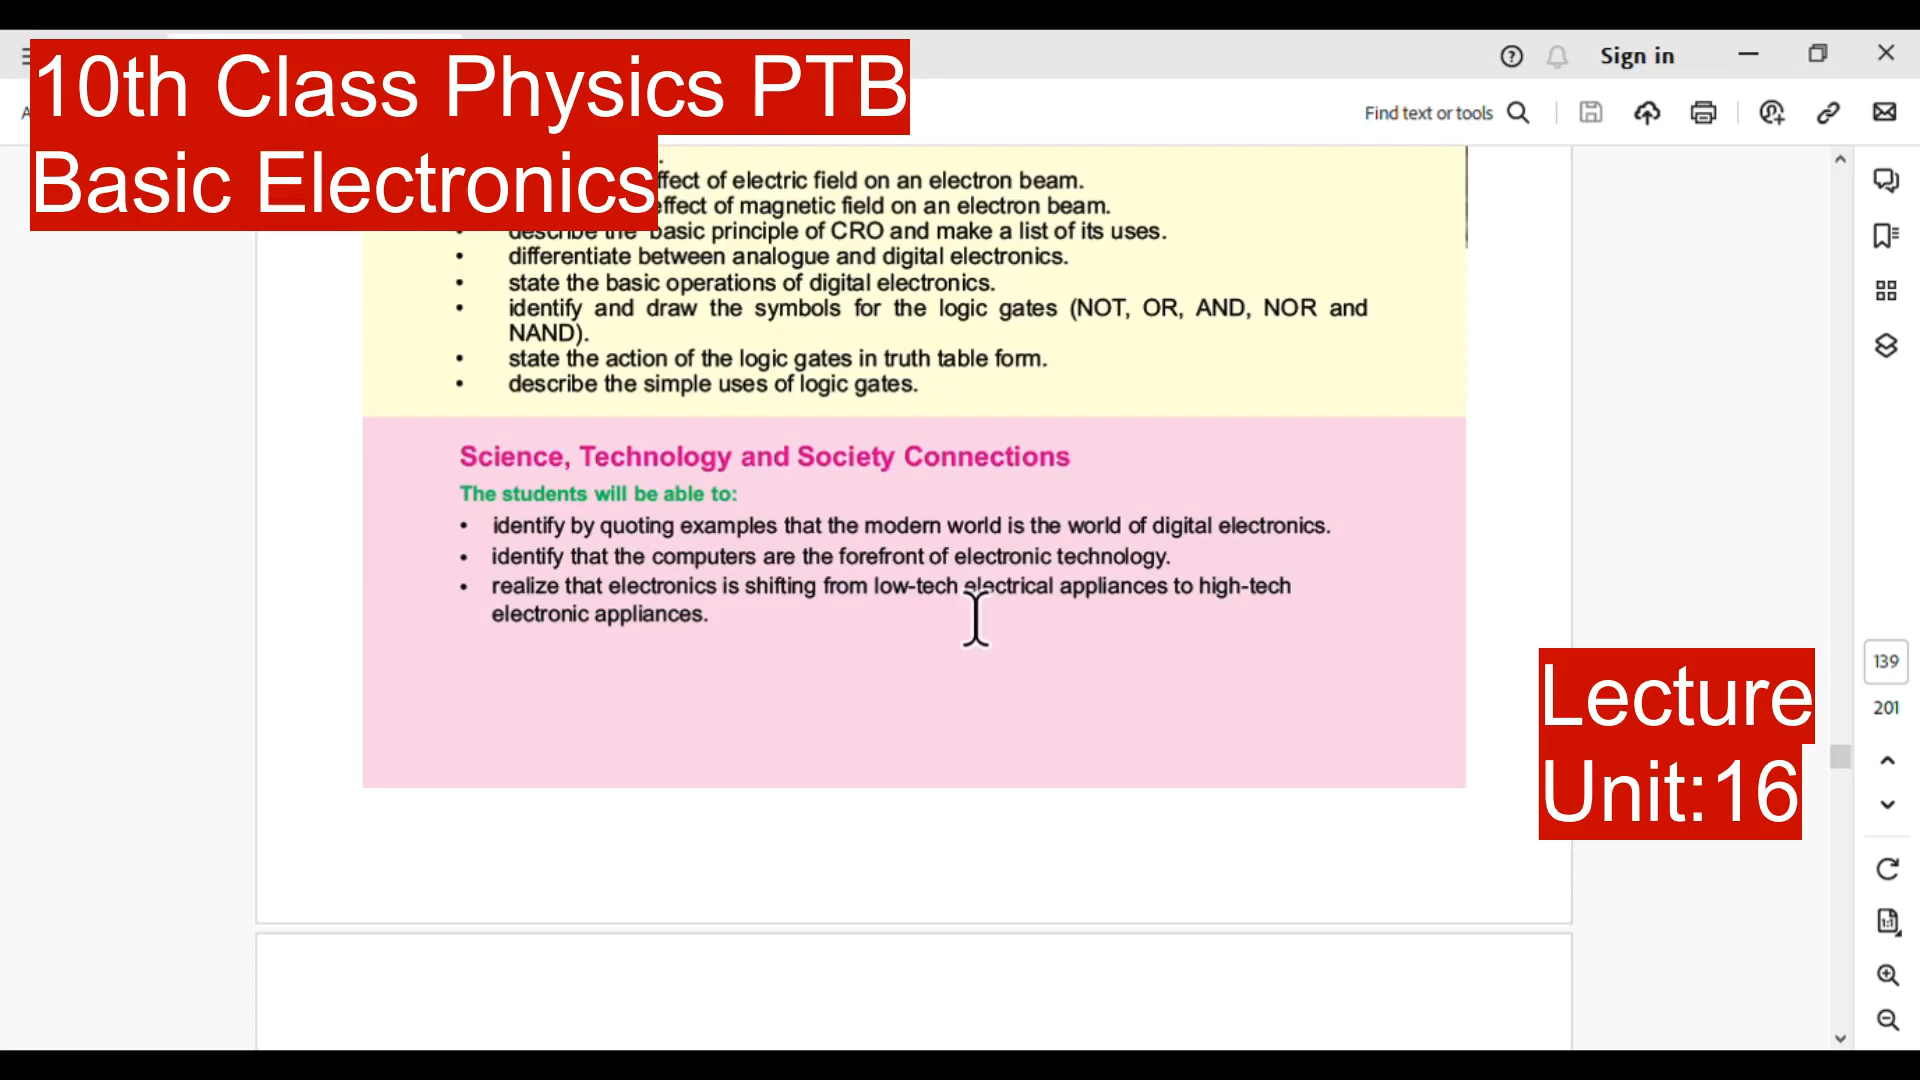 10th Class Physics PTB
Basic Electronics
Sign in
Find text or tools
effect of electric field on an electron beam.
effect of magnetic field on an electron beam.
describe the basic principle of CRO and make a list of its uses.
• differentiate between analogue and digital electronics.
• state the basic operations of digital electronics.
• identify and draw the symbols for the logic gates (NOT, OR, AND, NOR and
NAND).
• state the action of the logic gates in truth table form.
• describe the simple uses of logic gates.
Science, Technology and Society Connections
The students will be able to:
• identify by quoting examples that the modern world is the world of digital electronics.
• identify that the computers are the forefront of electronic technology.
• realize that electronics is shifting from low-tech electrical appliances to high-tech
electronic appliances.
Lecture
Unit:16
139
201